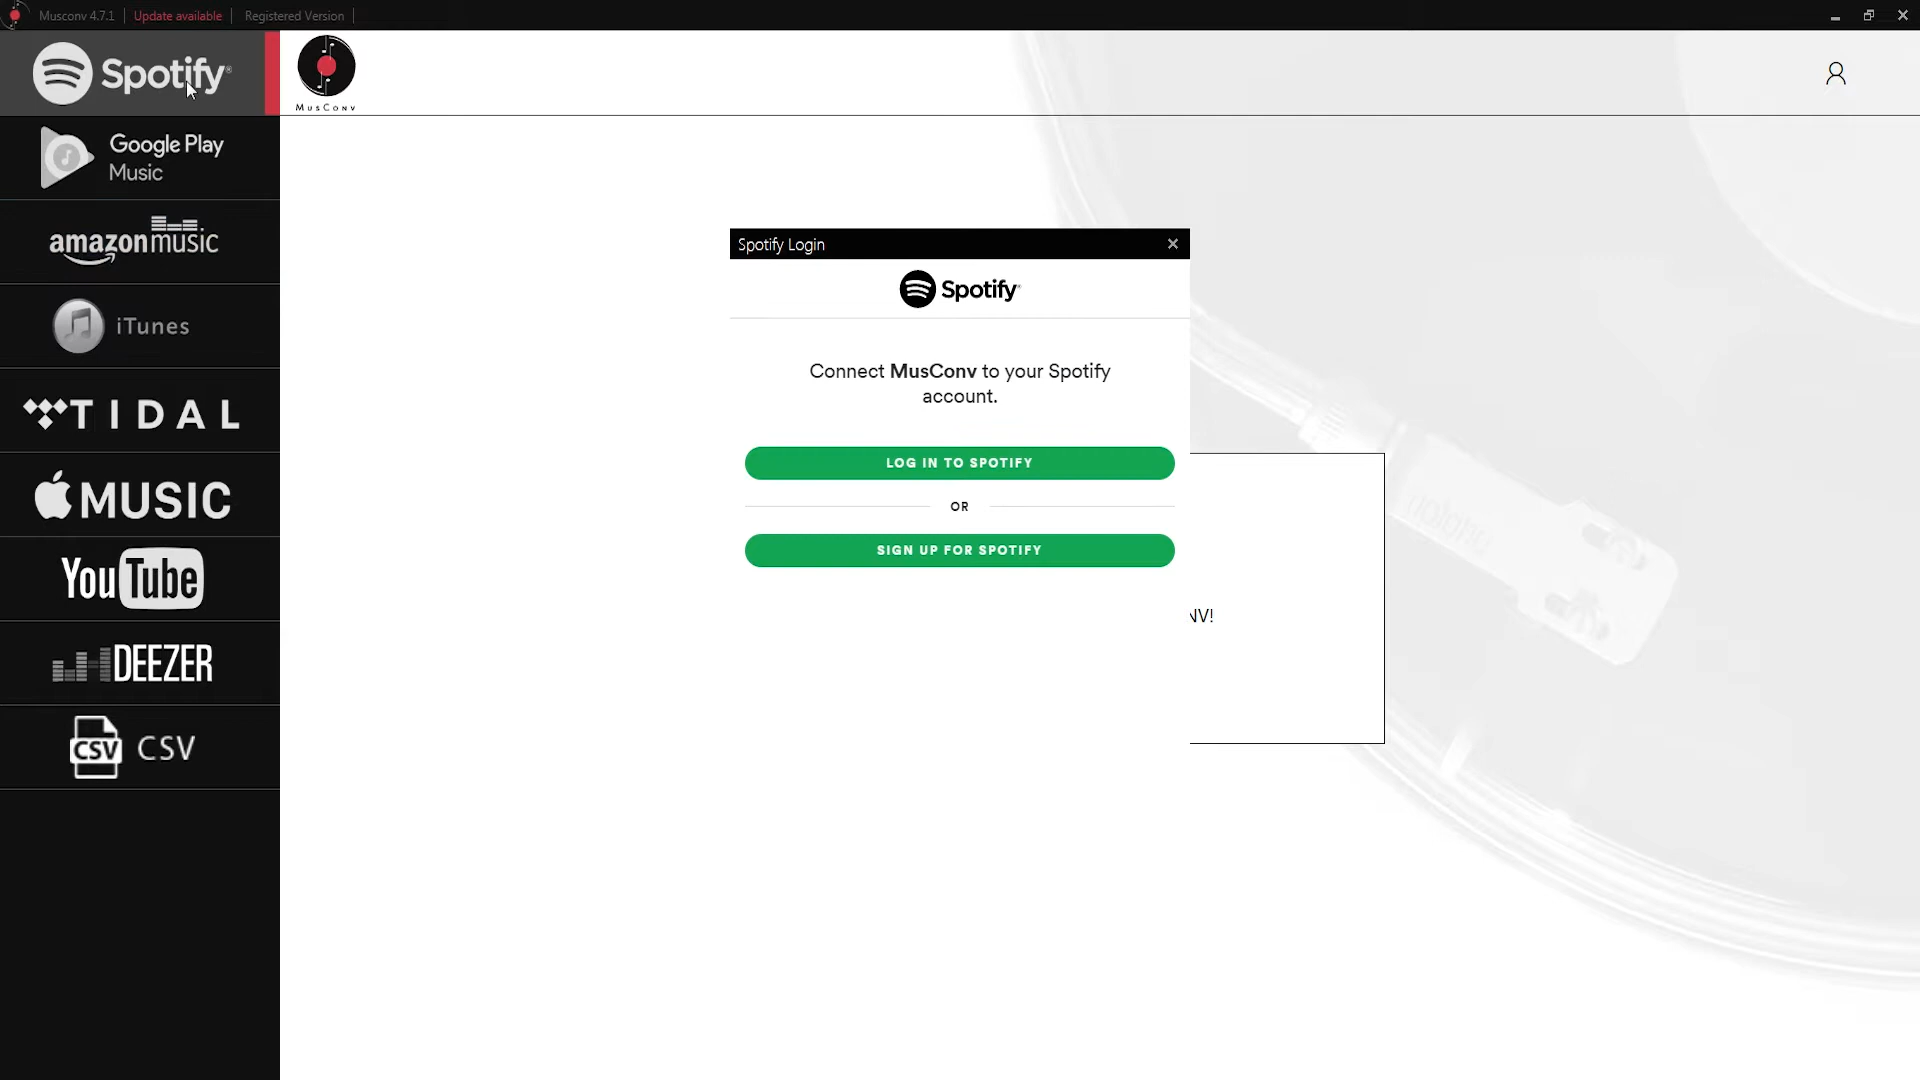 Musconv 4.7.1 Update available Registered Version
Spotify®
MusConv
Google Play
Music
amazon music
iTunes
TIDAL
MUSIC
YouTube
DEEZER
CSV CSV
Spotify Login
Spotify
Connect MusConv to your Spotify
account.
LOG IN TO SPOTIFY
OR
SIGN UP FOR SPOTIFY
NV!
ortofon